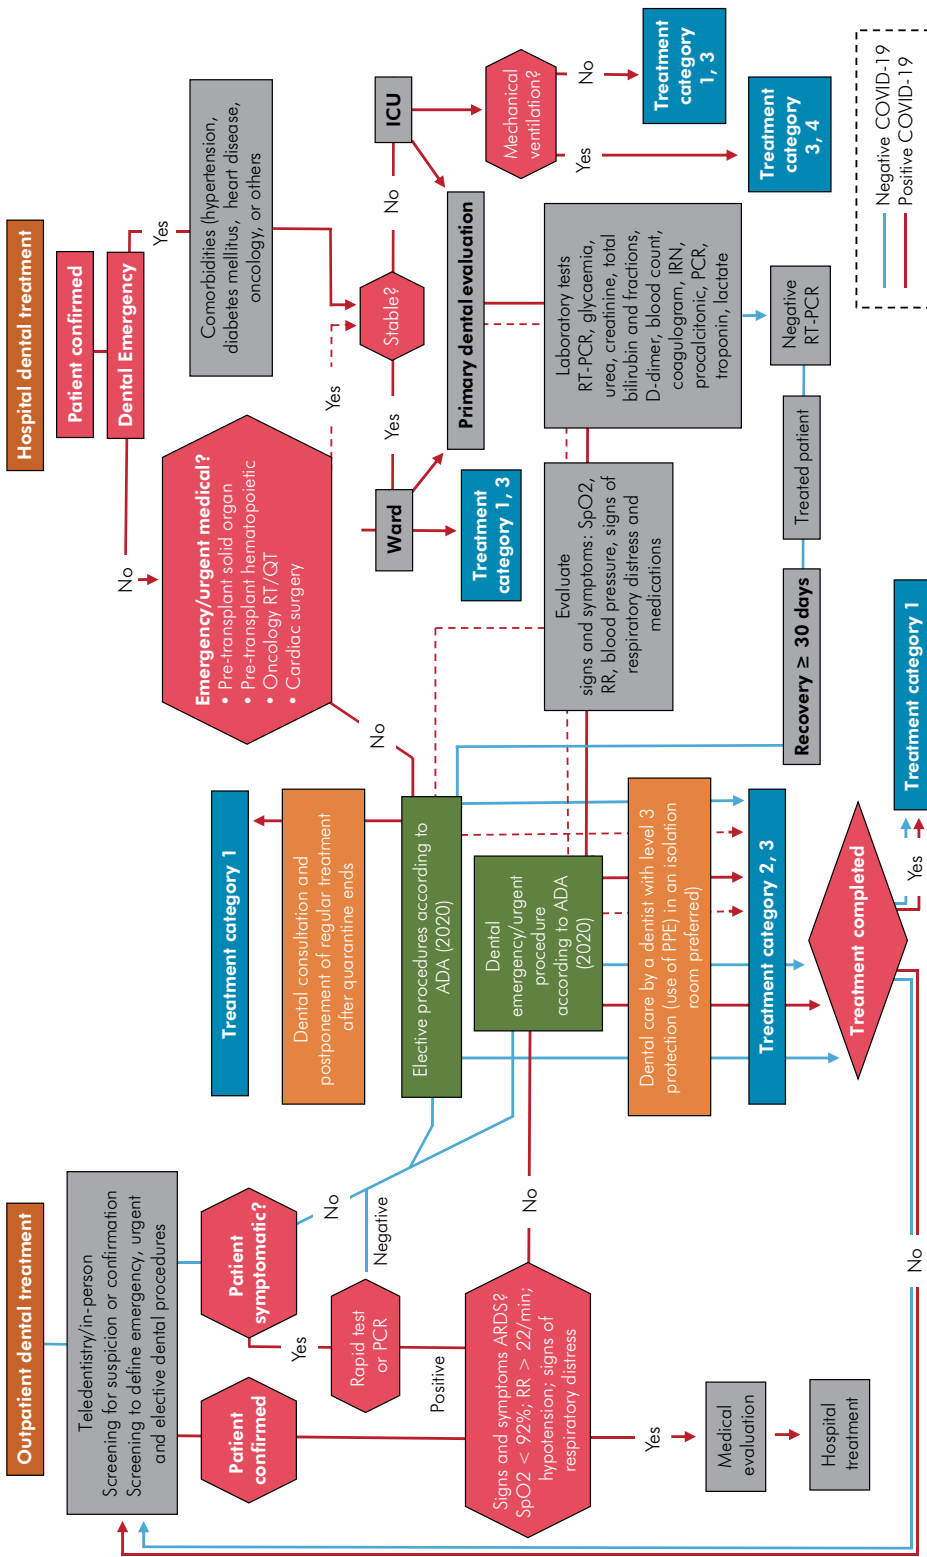 Outpatient dental treatment
Teledentistry/in-person
Screening for suspicion or confirmation
Screening to define emergency, urgent
and elective dental procedures
Patient
confirmed
Patient
symptomatic?
Yes
No
Rapid test
or PCR
Negative
Positive
Signs and symptoms ARDS?
SpO2 < 92%; RR > 22/min;
hypotension; signs of
respiratory distress
No
Yes
Medical
evaluation
Hospital
treatment
Treatment category 1
Dental consultation and
postponement of regular treatment
after quarantine ends
Elective procedures according to
ADA (2020)
Dental
emergency/urgent
procedure
according to ADA
(2020)
Dental care by a dentist with level 3
protection (use of PPE) in an isolation
room preferred)
Treatment category 2, 3
Treatment completed
Yes
No
Treatment category 1
Hospital dental treatment
Patient confirmed
Dental Emergency
No
Yes
Emergency/urgent medical?
• Pre-transplant solid organ
• Pre-transplant hematopoietic
• Oncology RT/QT
• Cardiac surgery
No
Yes
Comorbidities (hypertension,
diabetes mellitus, heart disease,
oncology, or others
Stable?
Yes
No
Ward
ICU
Treatment
category 1, 3
Primary dental evaluation
Mechanical
ventilation?
No
Yes
Treatment
category
1, 3
Treatment
category
3, 4
Evaluate
signs and symptoms: SpO2,
RR, blood pressure, signs of
respiratory distress and
medications
Laboratory tests
RT-PCR, glycaemia,
urea, creatinine, total
bilirubin and fractions,
D-dimer, blood count,
coagulogram, IRN,
procalcitonic, PCR,
troponin, lactate
Negative
RT-PCR
Treated patient
Recovery ≥ 30 days
Negative COVID-19
Positive COVID-19